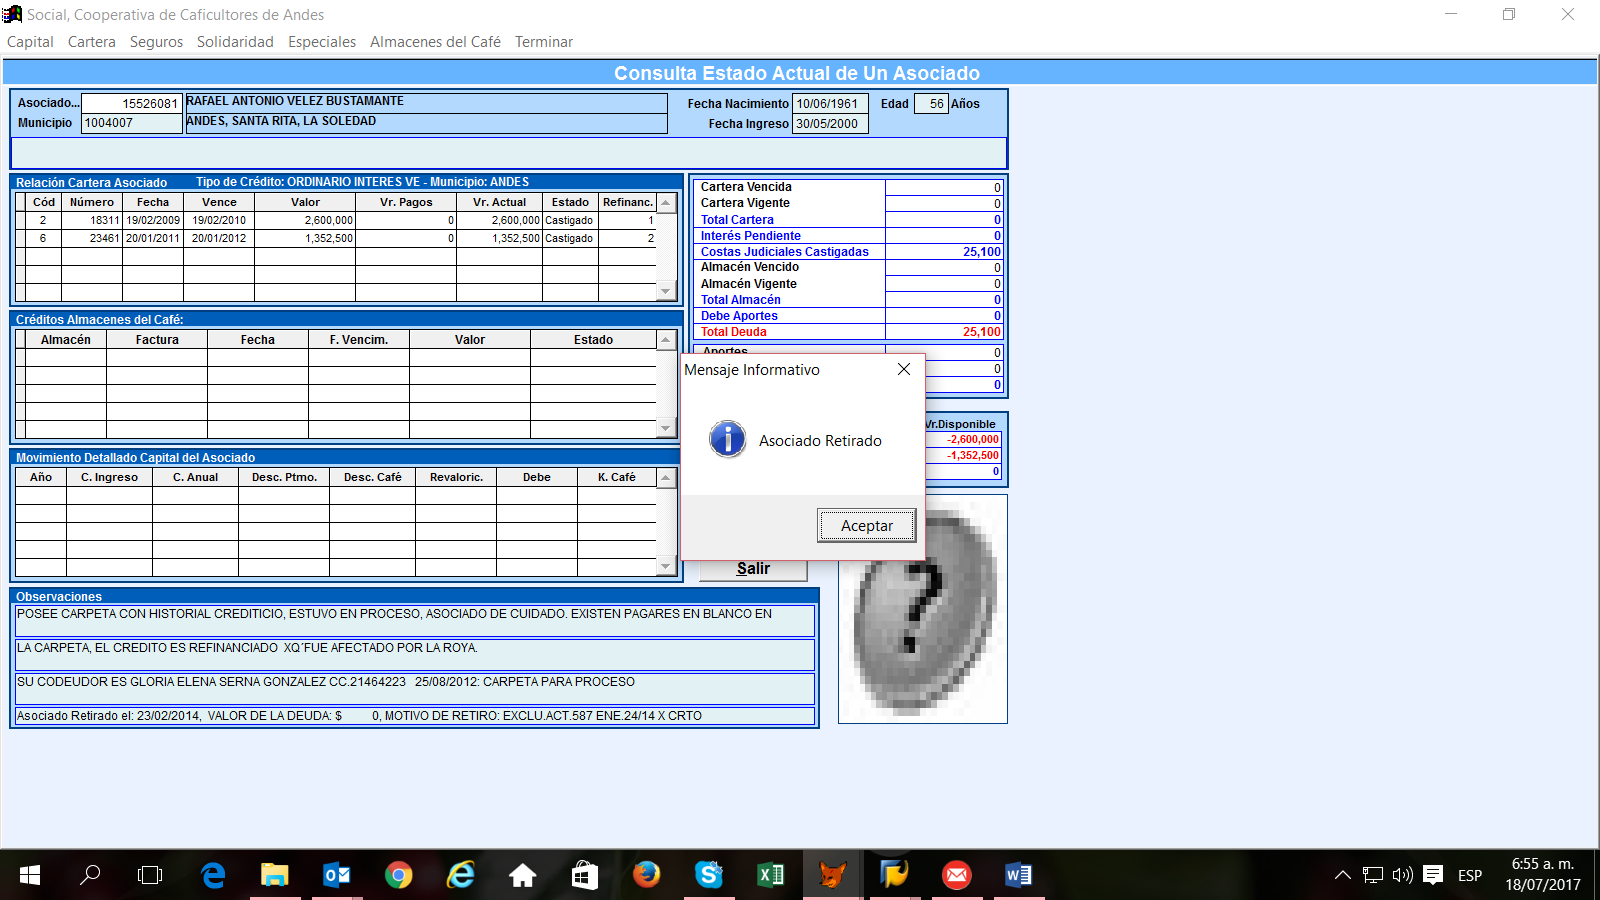 Social, Cooperativa de Caficultores de Andes
Capital Cartera Seguros Solidaridad Especiales Almacenes del Café Terminar
Consulta Estado Actual de Un Asociado
Asociado... 15526081 RAFAEL ANTONIO VELEZ BUSTAMANTE Fecha Nacimiento 10/06/1961 Edad 56 Años
Municipio 1004007 ANDES, SANTA RITA, LA SOLEDAD Fecha Ingreso 30/05/2000
Relación Cartera Asociado Tipo de Crédito: ORDINARIO INTERES VE - Municipio: ANDES
Cód Número Fecha Vence Valor Vr. Pagos Vr. Actual Estado Refinanc.
2 18311 19/02/2009 19/02/2010 2,600,000 0 2,600,000 Castigado 1
6 23461 20/01/2011 20/01/2012 1,352,500 0 1,352,500 Castigado 2
Cartera Vencida 0
Cartera Vigente 0
Total Cartera 0
Interés Pendiente 0
Costas Judiciales Castigadas 25,100
Almacén Vencido 0
Almacén Vigente 0
Total Almacén 0
Debe Aportes 0
Total Deuda 25,100
Aportes 0
0
0
Créditos Almacenes del Café:
Almacén Factura Fecha F. Vencim. Valor Estado
Mensaje Informativo
Asociado Retirado
Aceptar
Vr.Disponible
-2,600,000
-1,352,500
0
Movimiento Detallado Capital del Asociado
Año C. Ingreso C. Anual Desc. Ptmo. Desc. Café Revaloric. Debe K. Café
Salir
Observaciones
POSEE CARPETA CON HISTORIAL CREDITICIO, ESTUVO EN PROCESO, ASOCIADO DE CUIDADO. EXISTEN PAGARES EN BLANCO EN
LA CARPETA, EL CREDITO ES REFINANCIADO XQ´FUE AFECTADO POR LA ROYA.
SU CODEUDOR ES GLORIA ELENA SERNA GONZALEZ CC.21464223 25/08/2012: CARPETA PARA PROCESO
Asociado Retirado el: 23/02/2014, VALOR DE LA DEUDA: $ 0, MOTIVO DE RETIRO: EXCLU.ACT.587 ENE.24/14 X CRTO
?
ESP
6:55 a. m.
18/07/2017